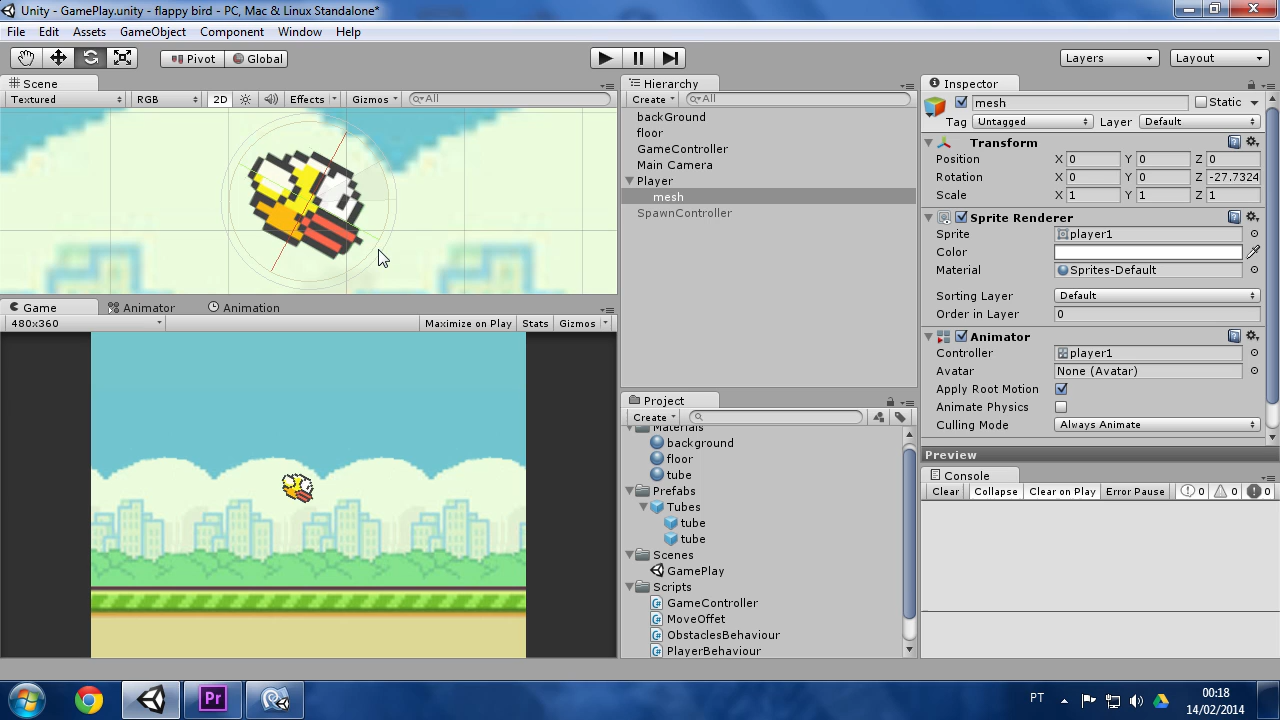 Unity - GamePlay.unity - flappy bird - PC, Mac & Linux Standalone*
File Edit Assets GameObject Component Window Help
Pivot Global Layers Layout
Scene
Textured RGB 2D Effects Gizmos All
Game Animator Animation
480x360 Maximize on Play Stats Gizmos
Hierarchy
Create All
backGround
floor
GameController
Main Camera
Player
mesh
SpawnController
Project
Create
Materials
background
floor
tube
Prefabs
Tubes
tube
tube
Scenes
GamePlay
Scripts
GameController
MoveOffet
ObstaclesBehaviour
PlayerBehaviour
Inspector
mesh Static
Tag Untagged Layer Default
Transform
Position X 0 Y 0 Z 0
Rotation X 0 Y 0 Z -27.7324
Scale X 1 Y 1 Z 1
Sprite Renderer
Sprite player1
Color
Material Sprites-Default
Sorting Layer Default
Order in Layer 0
Animator
Controller player1
Avatar None (Avatar)
Apply Root Motion
Animate Physics
Culling Mode Always Animate
Preview
Console
Clear Collapse Clear on Play Error Pause 0 0 0
Pr
PT
00:18
14/02/2014